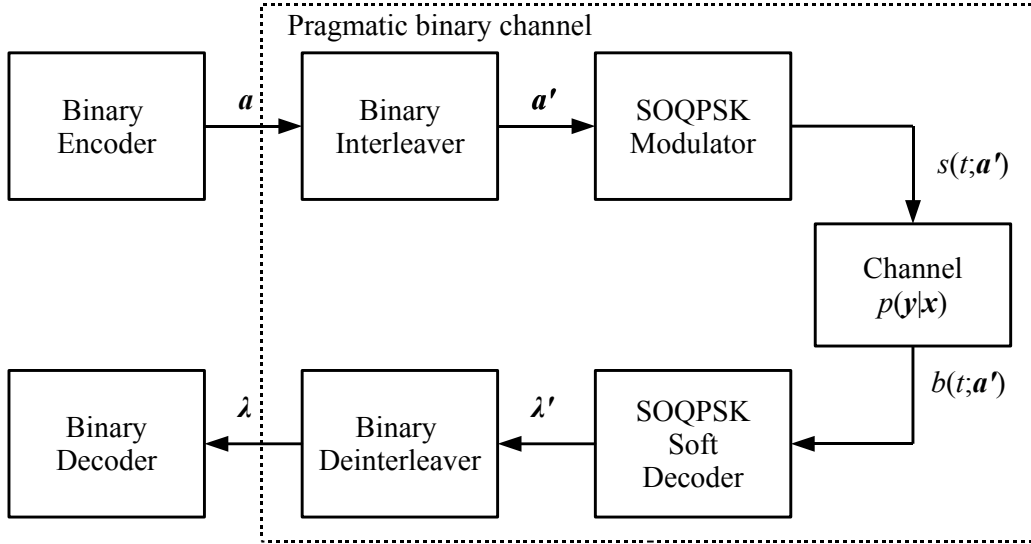 Pragmatic binary channel
Binary
Encoder
a
Binary
Interleaver
a'
SOQPSK
Modulator
s(t;a')
Channel
p(y|x)
b(t;a')
SOQPSK
Soft
Decoder
λ'
Binary
Deinterleaver
λ
Binary
Decoder